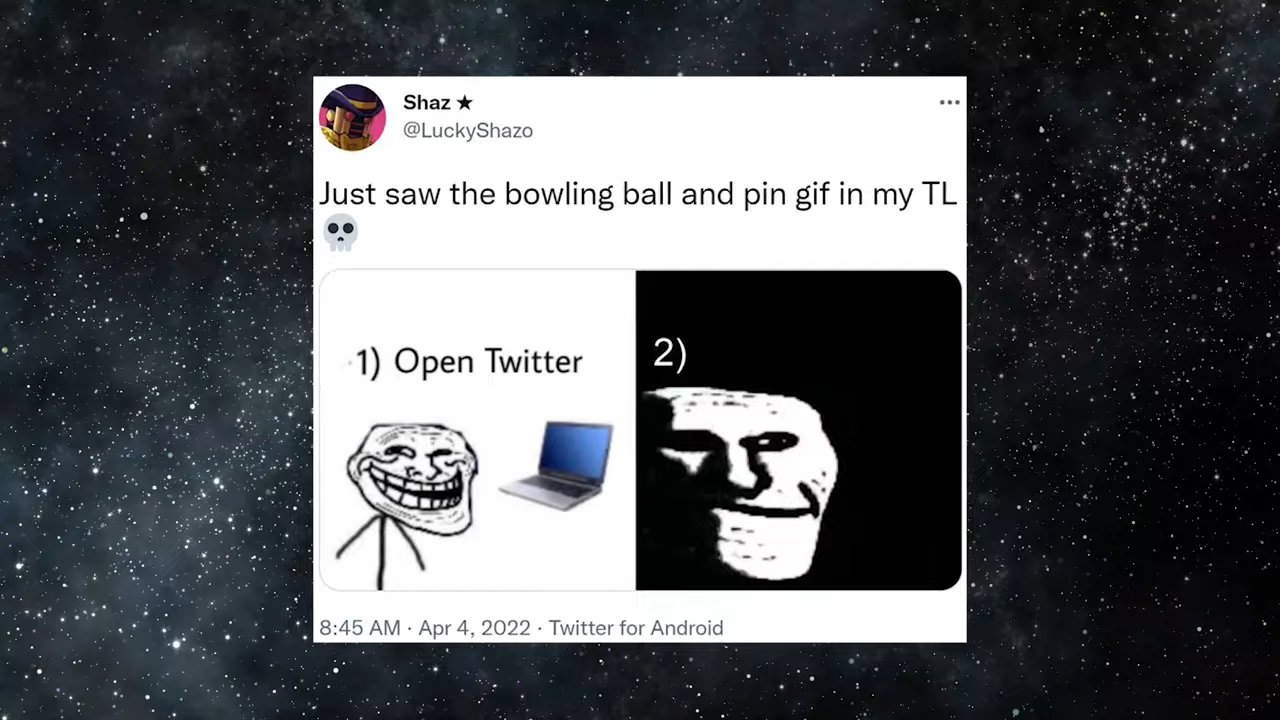 Shaz ★
@LuckyShazo
Just saw the bowling ball and pin gif in my TL
💀
1) Open Twitter
2)
8:45 AM · Apr 4, 2022 · Twitter for Android